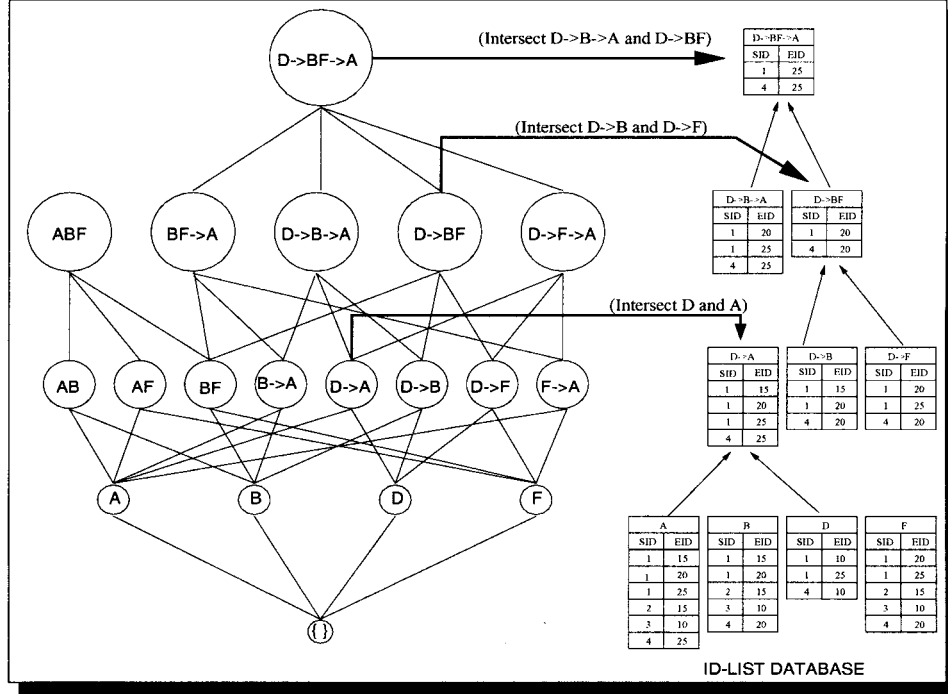 (Intersect D->B->A and D->BF)
D->BF->A
D->BF->A
SID EID
1 25
4 25
(Intersect D->B and D->F)
ABF
BF->A
D->B->A
D->BF
D->F->A
D->B->A
SID EID
1 20
1 25
4 25
D->BF
SID EID
1 20
4 20
(Intersect D and A)
AB
AF
BF
B->A
D->A
D->B
D->F
F->A
D->A
SID EID
1 15
1 20
1 25
4 25
D->B
SID EID
1 15
1 20
4 20
D->F
SID EID
1 20
1 25
4 20
A
B
D
F
A
SID EID
1 15
1 20
1 25
2 15
3 10
4 25
B
SID EID
1 15
1 20
2 15
3 10
4 20
D
SID EID
1 10
1 25
4 10
F
SID EID
1 20
1 25
2 15
3 10
4 20
{ }
ID-LIST DATABASE